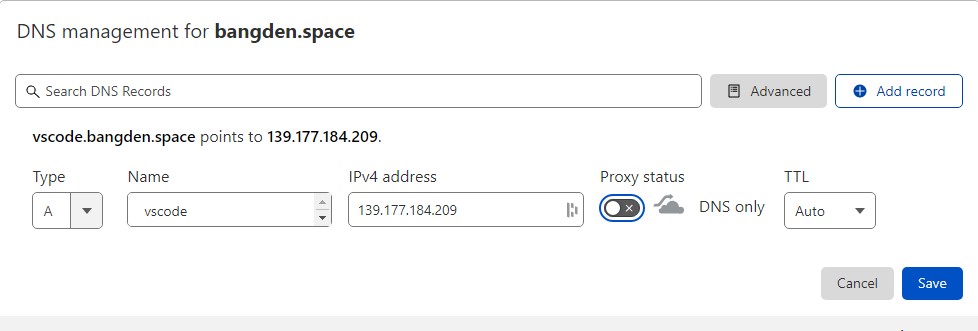 DNS management for bangden.space
Search DNS Records
Advanced
Add record
vscode.bangden.space points to 139.177.184.209.
Type Name IPv4 address Proxy status TTL
A vscode 139.177.184.209 DNS only Auto
Cancel Save